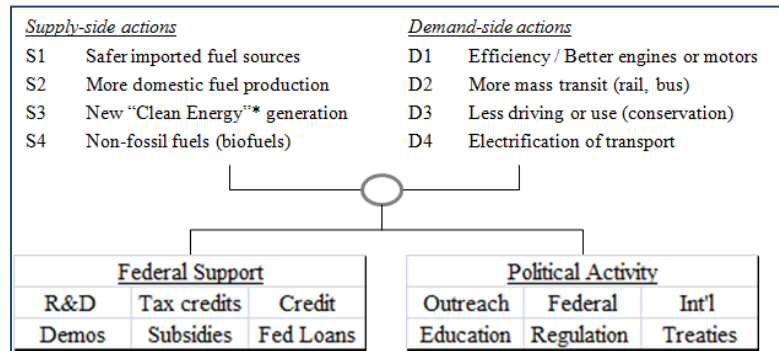 Supply-side actions
S1 Safer imported fuel sources
S2 More domestic fuel production
S3 New “Clean Energy”* generation
S4 Non-fossil fuels (biofuels)
Demand-side actions
D1 Efficiency / Better engines or motors
D2 More mass transit (rail, bus)
D3 Less driving or use (conservation)
D4 Electrification of transport
Federal Support
R&D Tax credits Credit
Demos Subsidies Fed Loans
Political Activity
Outreach Federal Int'l
Education Regulation Treaties